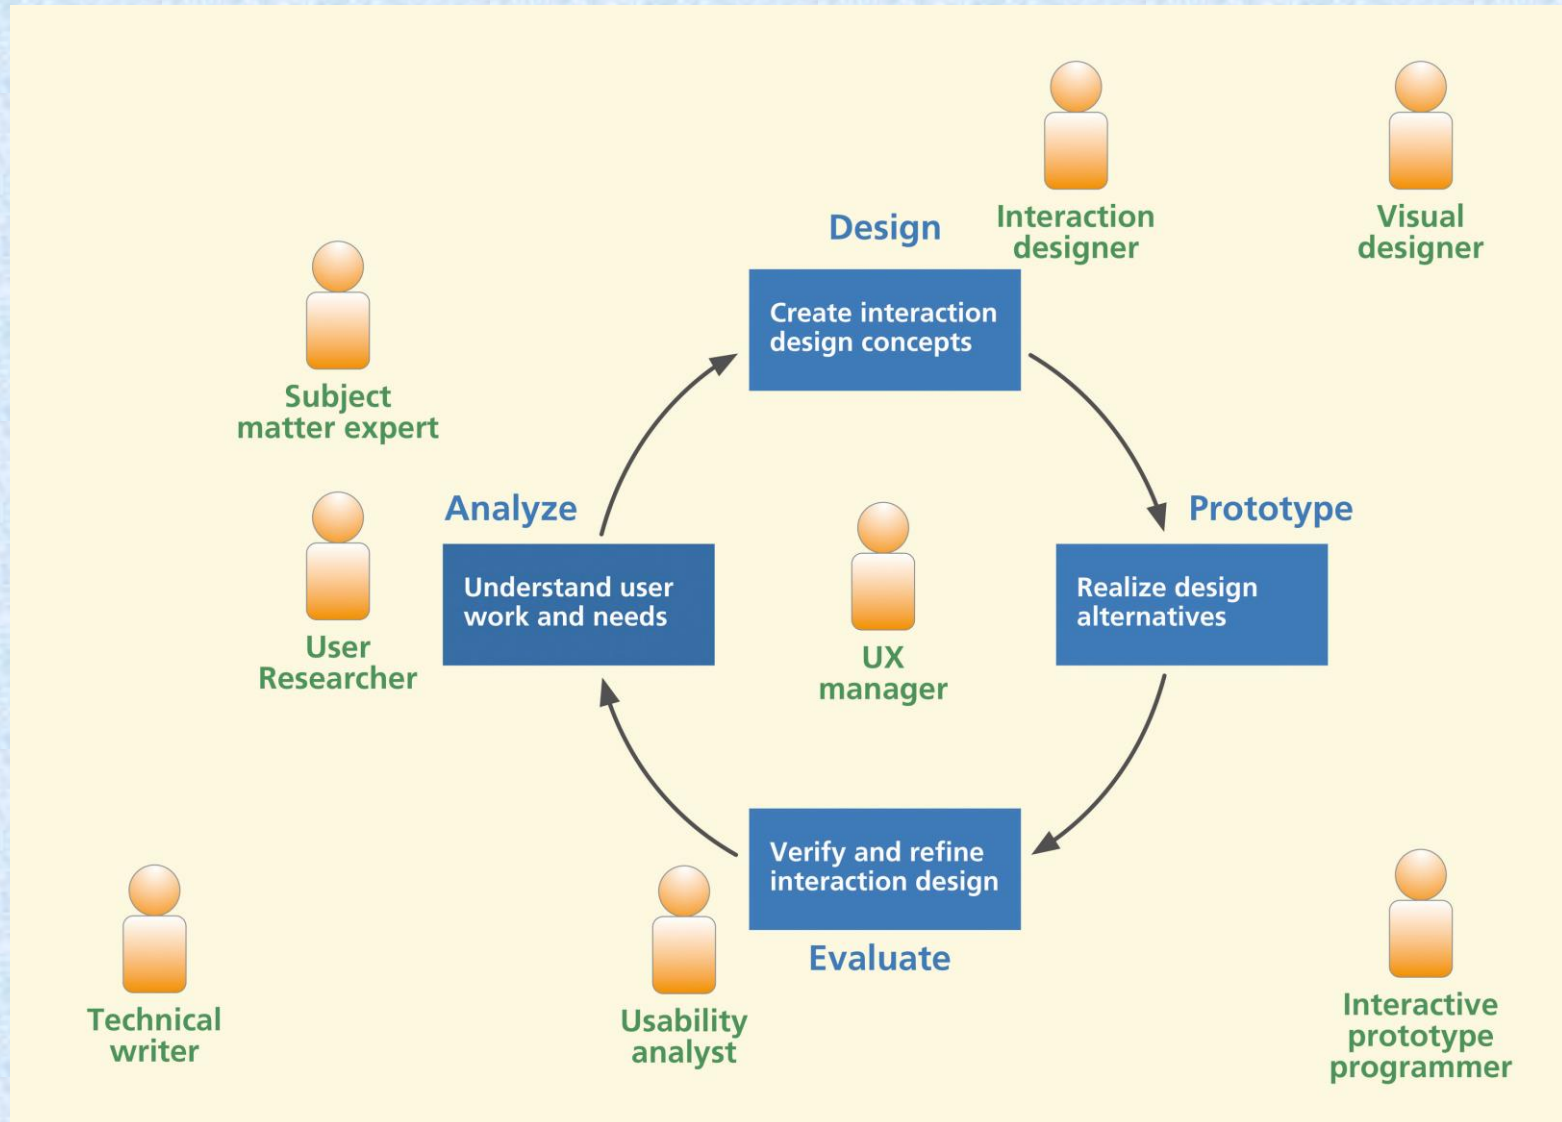 Interaction
designer
Visual
designer
Design
Create interaction
design concepts
Subject
matter expert
Analyze
Understand user
work and needs
User
Researcher
UX
manager
Prototype
Realize design
alternatives
Verify and refine
interaction design
Evaluate
Technical
writer
Usability
analyst
Interactive
prototype
programmer